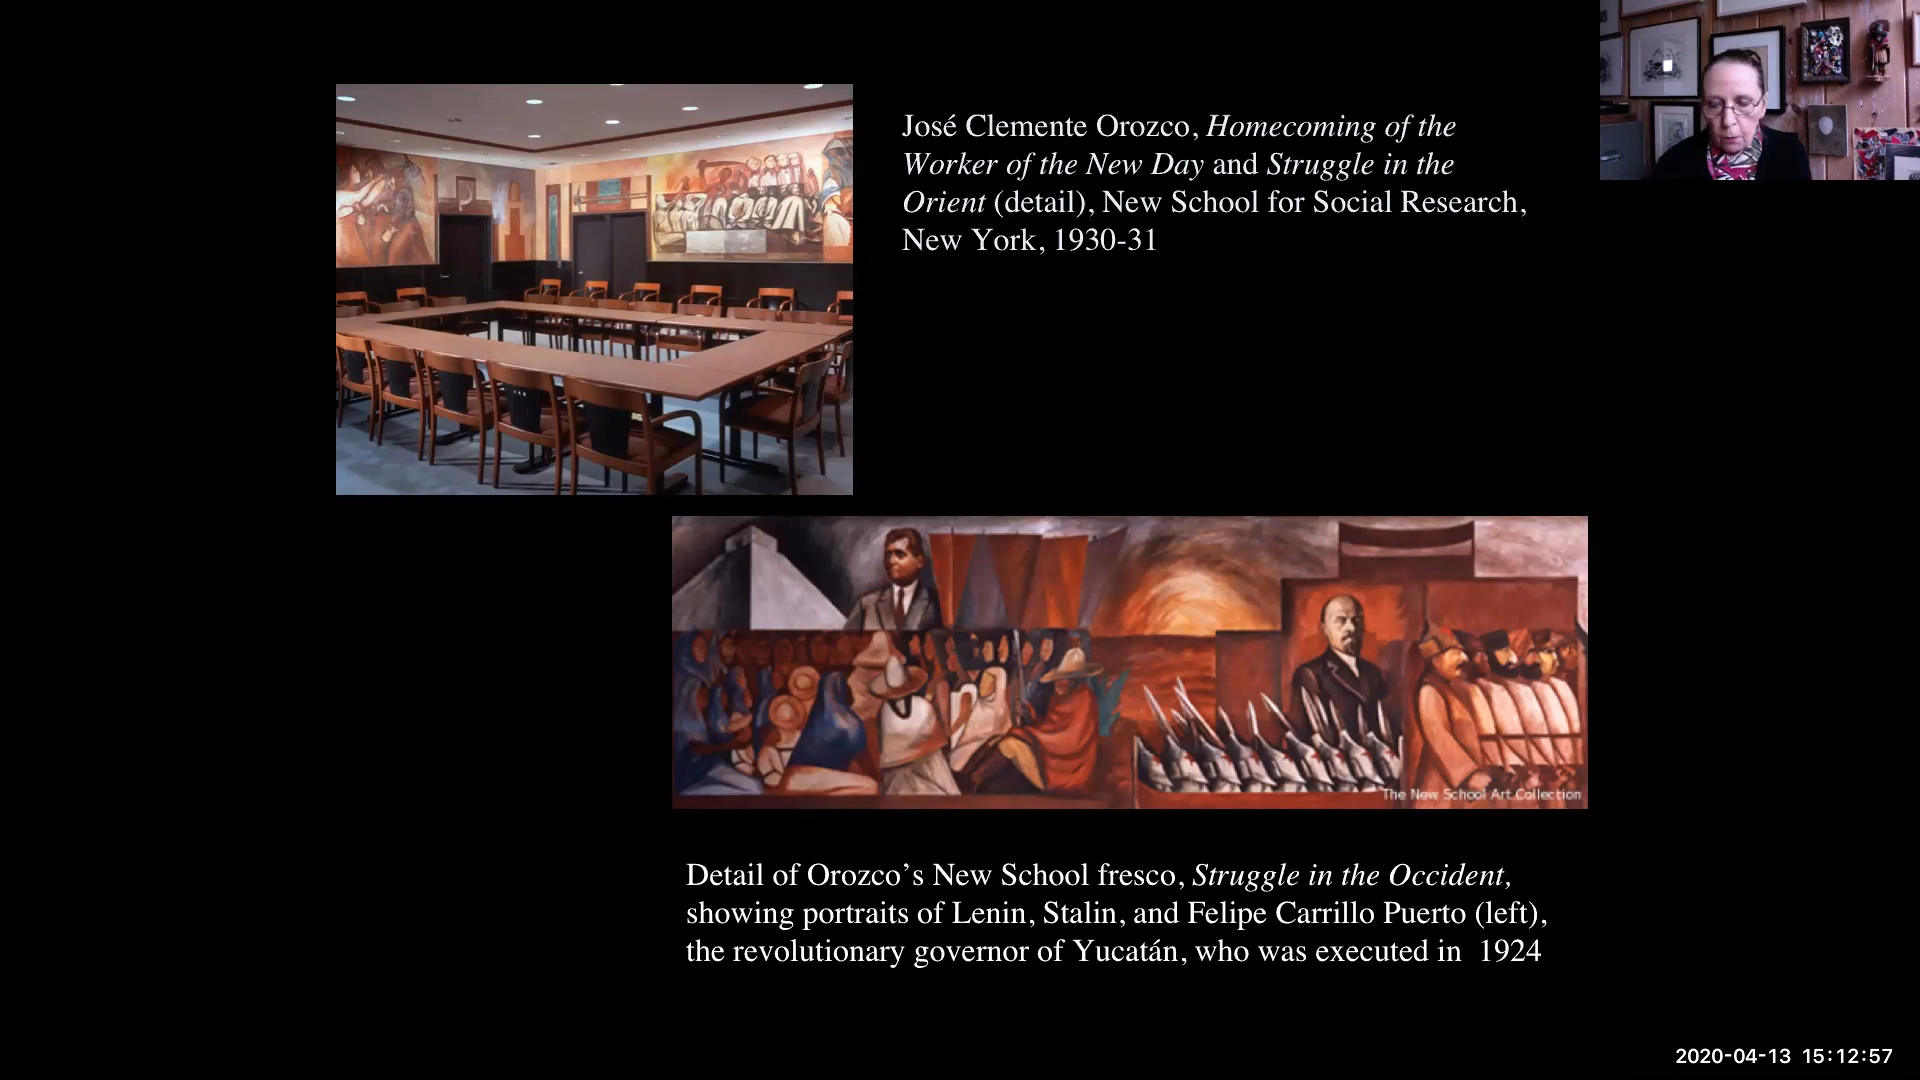 José Clemente Orozco, Homecoming of the
Worker of the New Day and Struggle in the
Orient (detail), New School for Social Research,
New York, 1930-31
The New School Art Collection
Detail of Orozco’s New School fresco, Struggle in the Occident,
showing portraits of Lenin, Stalin, and Felipe Carrillo Puerto (left),
the revolutionary governor of Yucatán, who was executed in  1924
2020-04-13 15:12:57